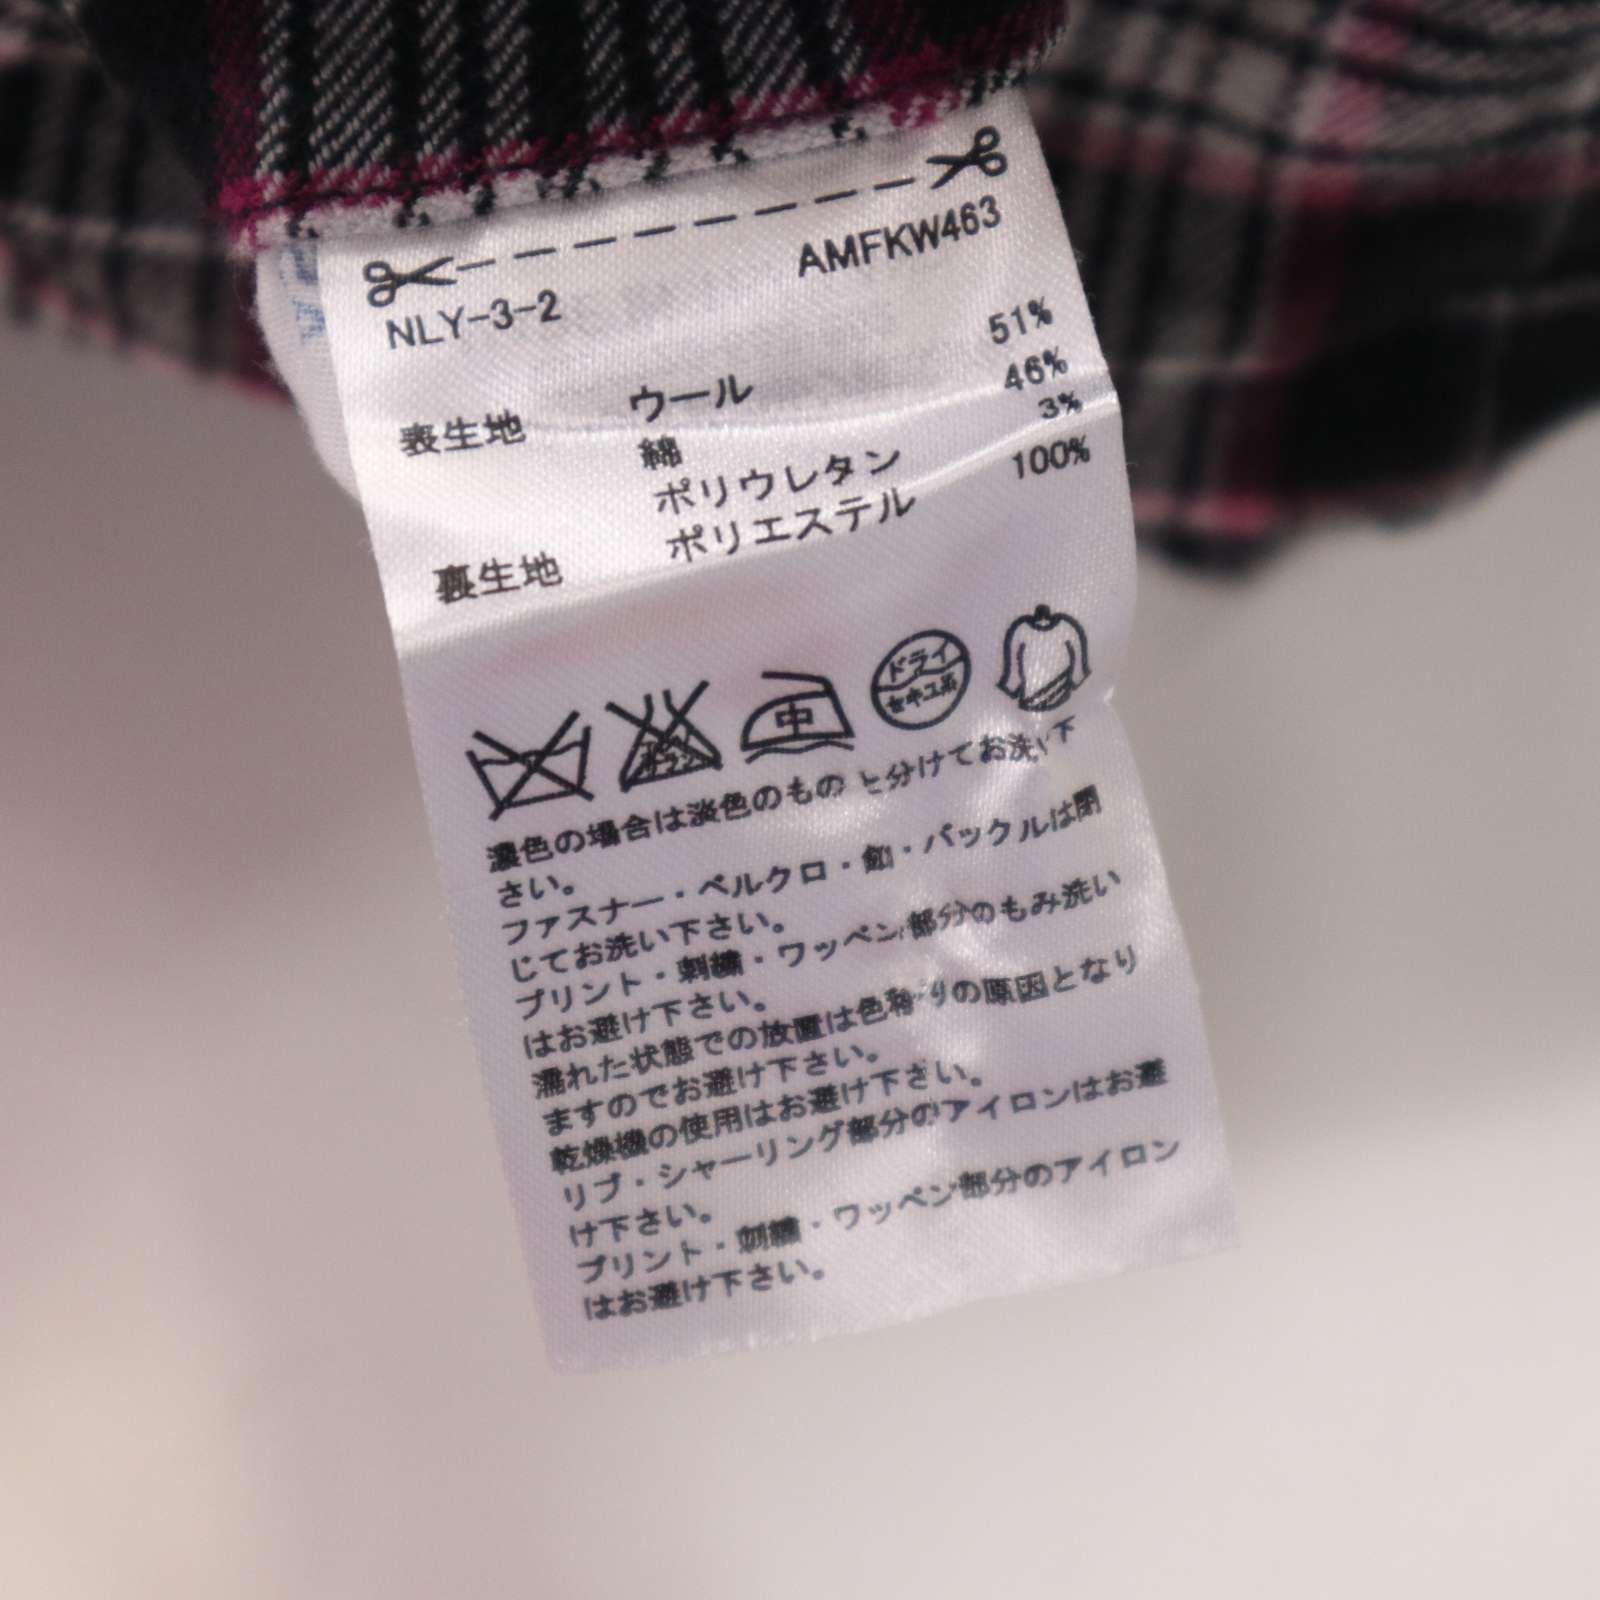 AMFKW463
NLY-3-2
表生地 ウール 51%
綿 46%
ポリウレタン 3%
裏生地 ポリエステル 100%
エンソ
中
ドライ
セキユ系
濃色の場合は淡色のものと分けてお洗い下
さい。
ファスナー・ベルクロ・釦・バックルは閉
じてお洗い下さい。
プリント・刺繍・ワッペン部分のもみ洗い
はお避け下さい。
濡れた状態での放置は色移りの原因となり
ますのでお避け下さい。
乾燥機の使用はお避け下さい。
リブ・シャーリング部分のアイロンはお避
け下さい。
プリント・刺繍・ワッペン部分のアイロン
はお避け下さい。